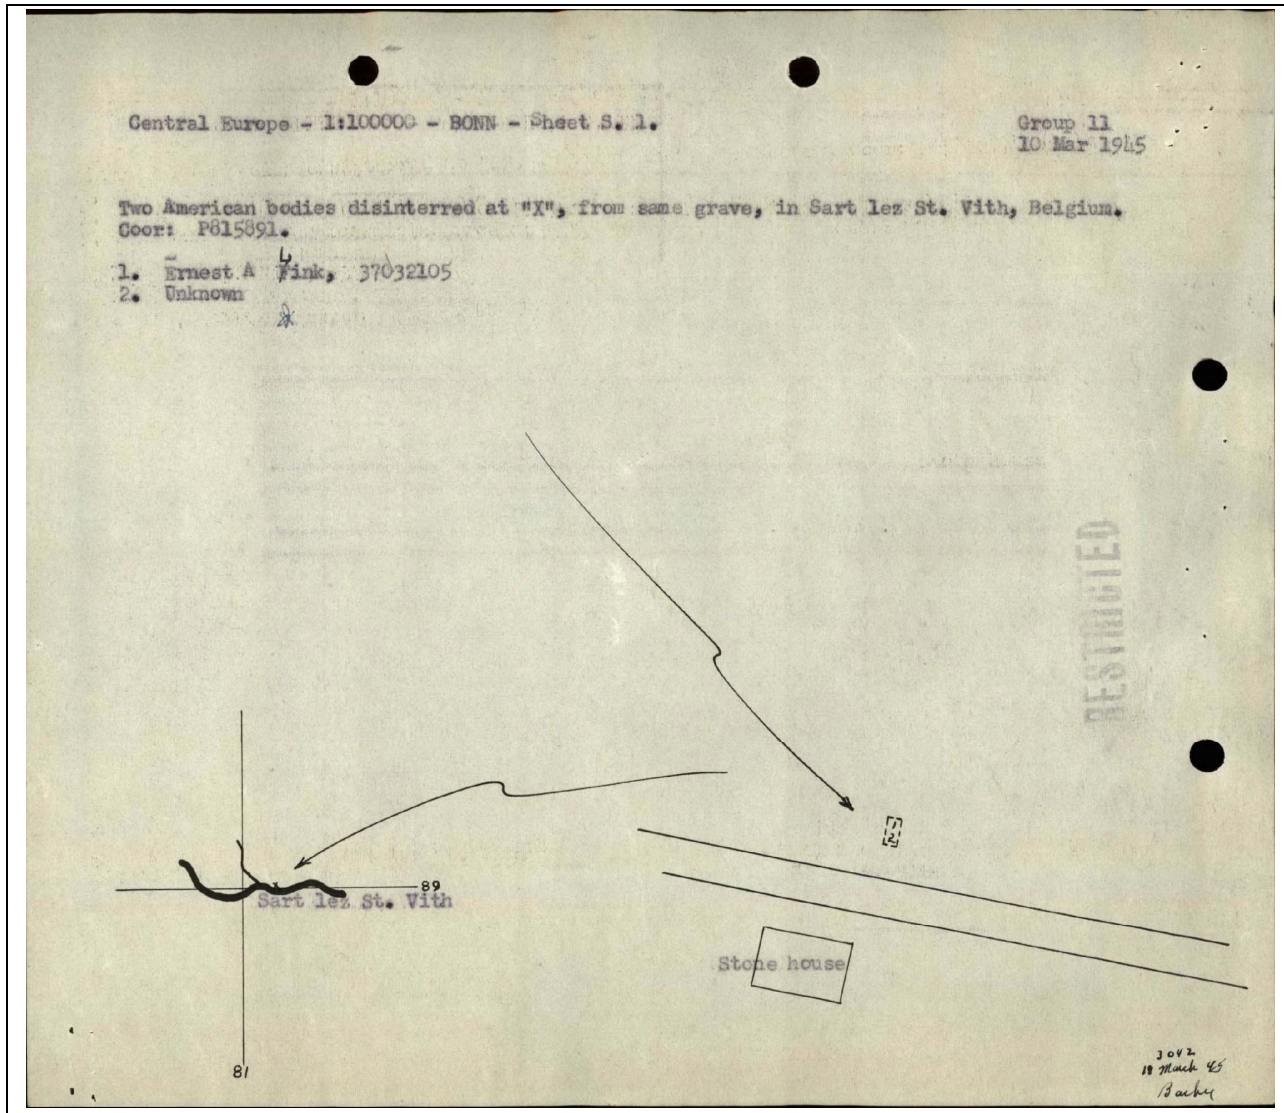 Central Europe - 1:100000 - BONN - Sheet S. 1.
Group 11
10 Mar 1945
Two American bodies disinterred at "X", from same grave, in Sart lez St. Vith, Belgium.
Coor: P815891.
1. Ernest A Fink, 37032105
2. Unknown
RESTRICTED
1
2
89
Sart lez St. Vith
Stone house
81
3042
18 March 45